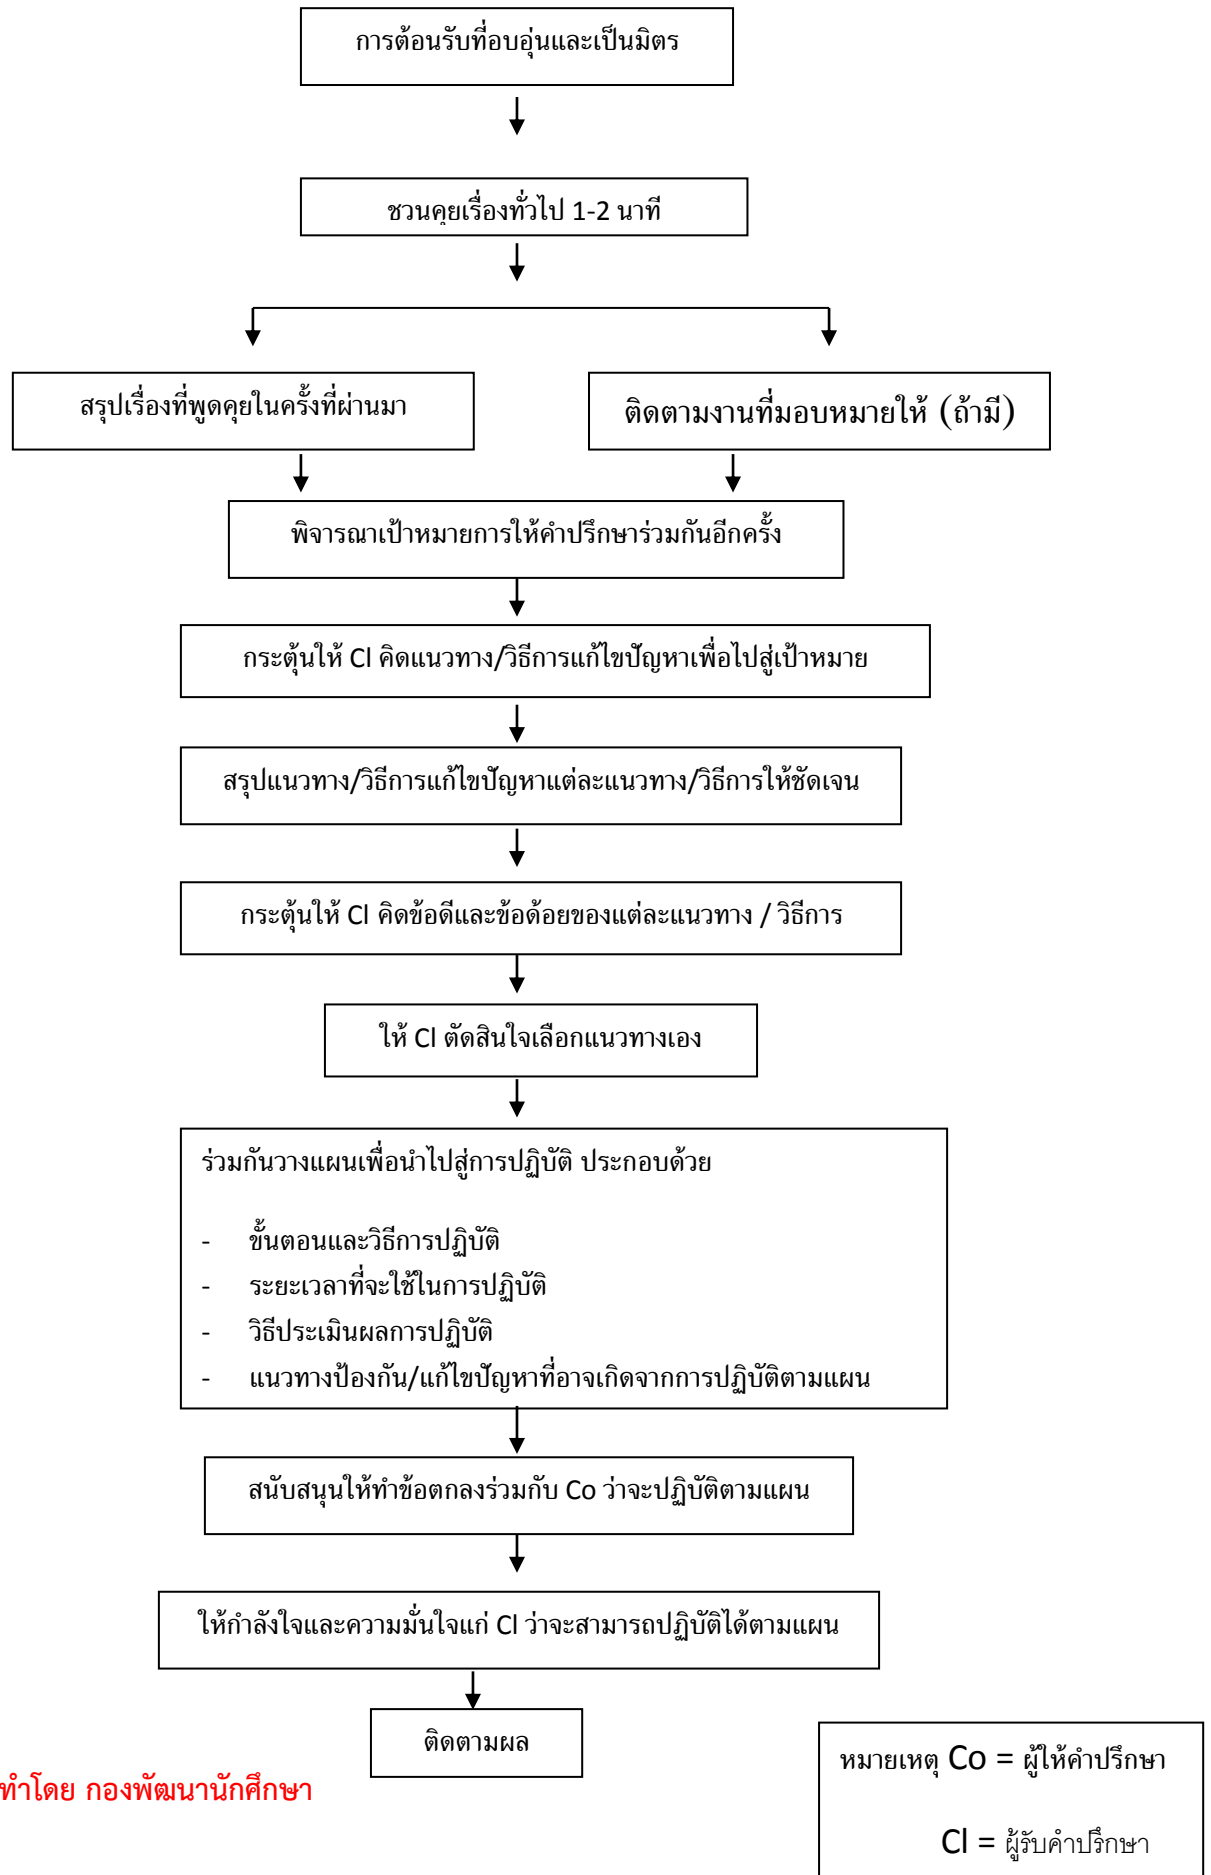 การต้อนรับที่อบอุ่นและเป็นมิตร
ชวนคุยเรื่องทั่วไป 1-2 นาที
สรุปเรื่องที่พูดคุยในครั้งที่ผ่านมา
ติดตามงานที่มอบหมายให้ (ถ้ามี)
พิจารณาเป้าหมายการให้คำปรึกษาร่วมกันอีกครั้ง
กระตุ้นให้ Cl คิดแนวทาง/วิธีการแก้ไขปัญหาเพื่อไปสู่เป้าหมาย
สรุปแนวทาง/วิธีการแก้ไขปัญหาแต่ละแนวทาง/วิธีการให้ชัดเจน
กระตุ้นให้ Cl คิดข้อดีและข้อด้อยของแต่ละแนวทาง / วิธีการ
ให้ Cl ตัดสินใจเลือกแนวทางเอง
ร่วมกันวางแผนเพื่อนำไปสู่การปฏิบัติ ประกอบด้วย
- ขั้นตอนและวิธีการปฏิบัติ
- ระยะเวลาที่จะใช้ในการปฏิบัติ
- วิธีประเมินผลการปฏิบัติ
- แนวทางป้องกัน/แก้ไขปัญหาที่อาจเกิดจากการปฏิบัติตามแผน
สนับสนุนให้ทำข้อตกลงร่วมกับ Co ว่าจะปฏิบัติตามแผน
ให้กำลังใจและความมั่นใจแก่ Cl ว่าจะสามารถปฏิบัติได้ตามแผน
ติดตามผล
หมายเหตุ Co = ผู้ให้คำปรึกษา
ทำโดย กองพัฒนานักศึกษา
Cl = ผู้รับคำปรึกษา